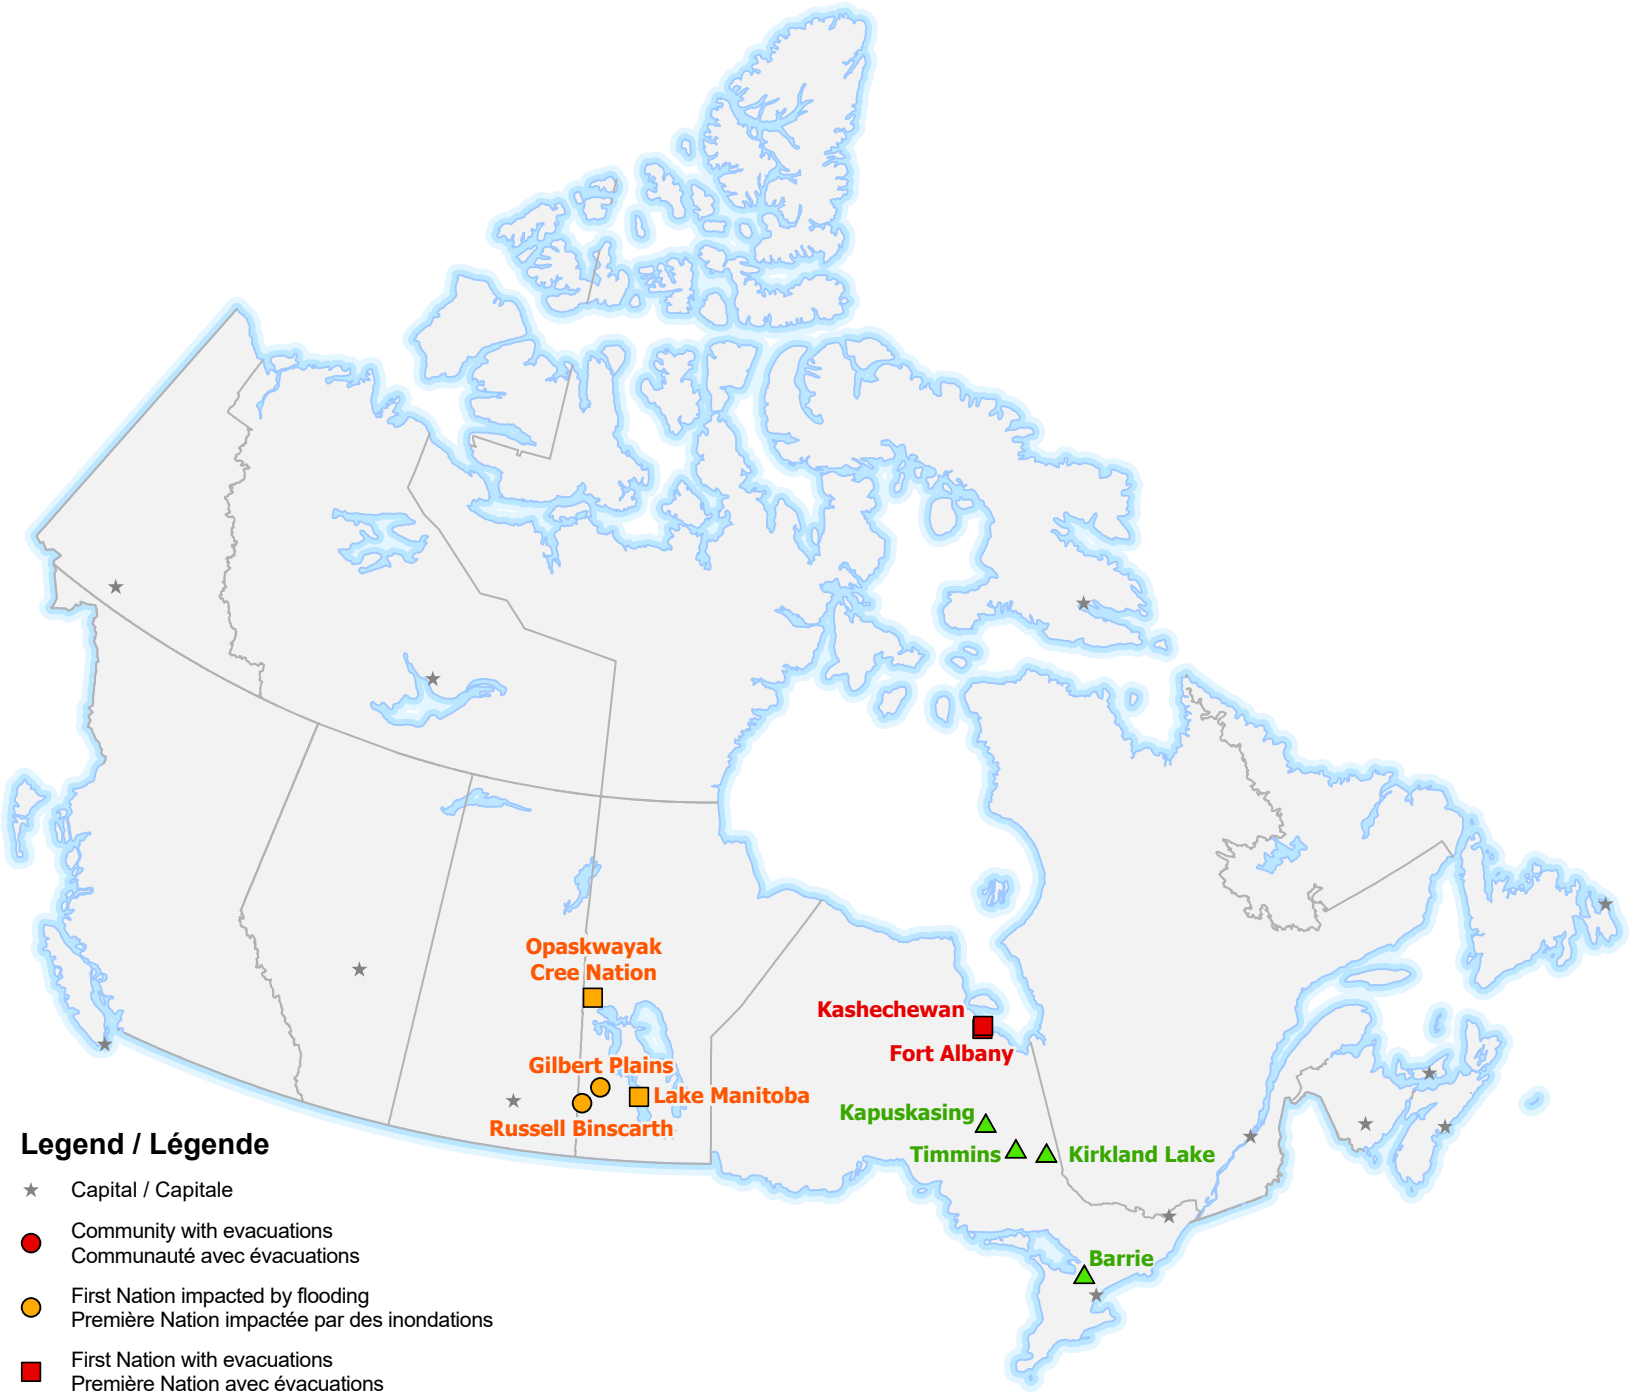 Opaskwayak
Cree Nation
Kashechewan
Fort Albany
Gilbert Plains
Lake Manitoba
Russell Binscarth
Kapuskasing
Timmins
Kirkland Lake
Barrie
Legend / Légende
Capital / Capitale
Community with evacuations
Communauté avec évacuations
First Nation impacted by flooding
Première Nation impactée par des inondations
First Nation with evacuations
Première Nation avec évacuations